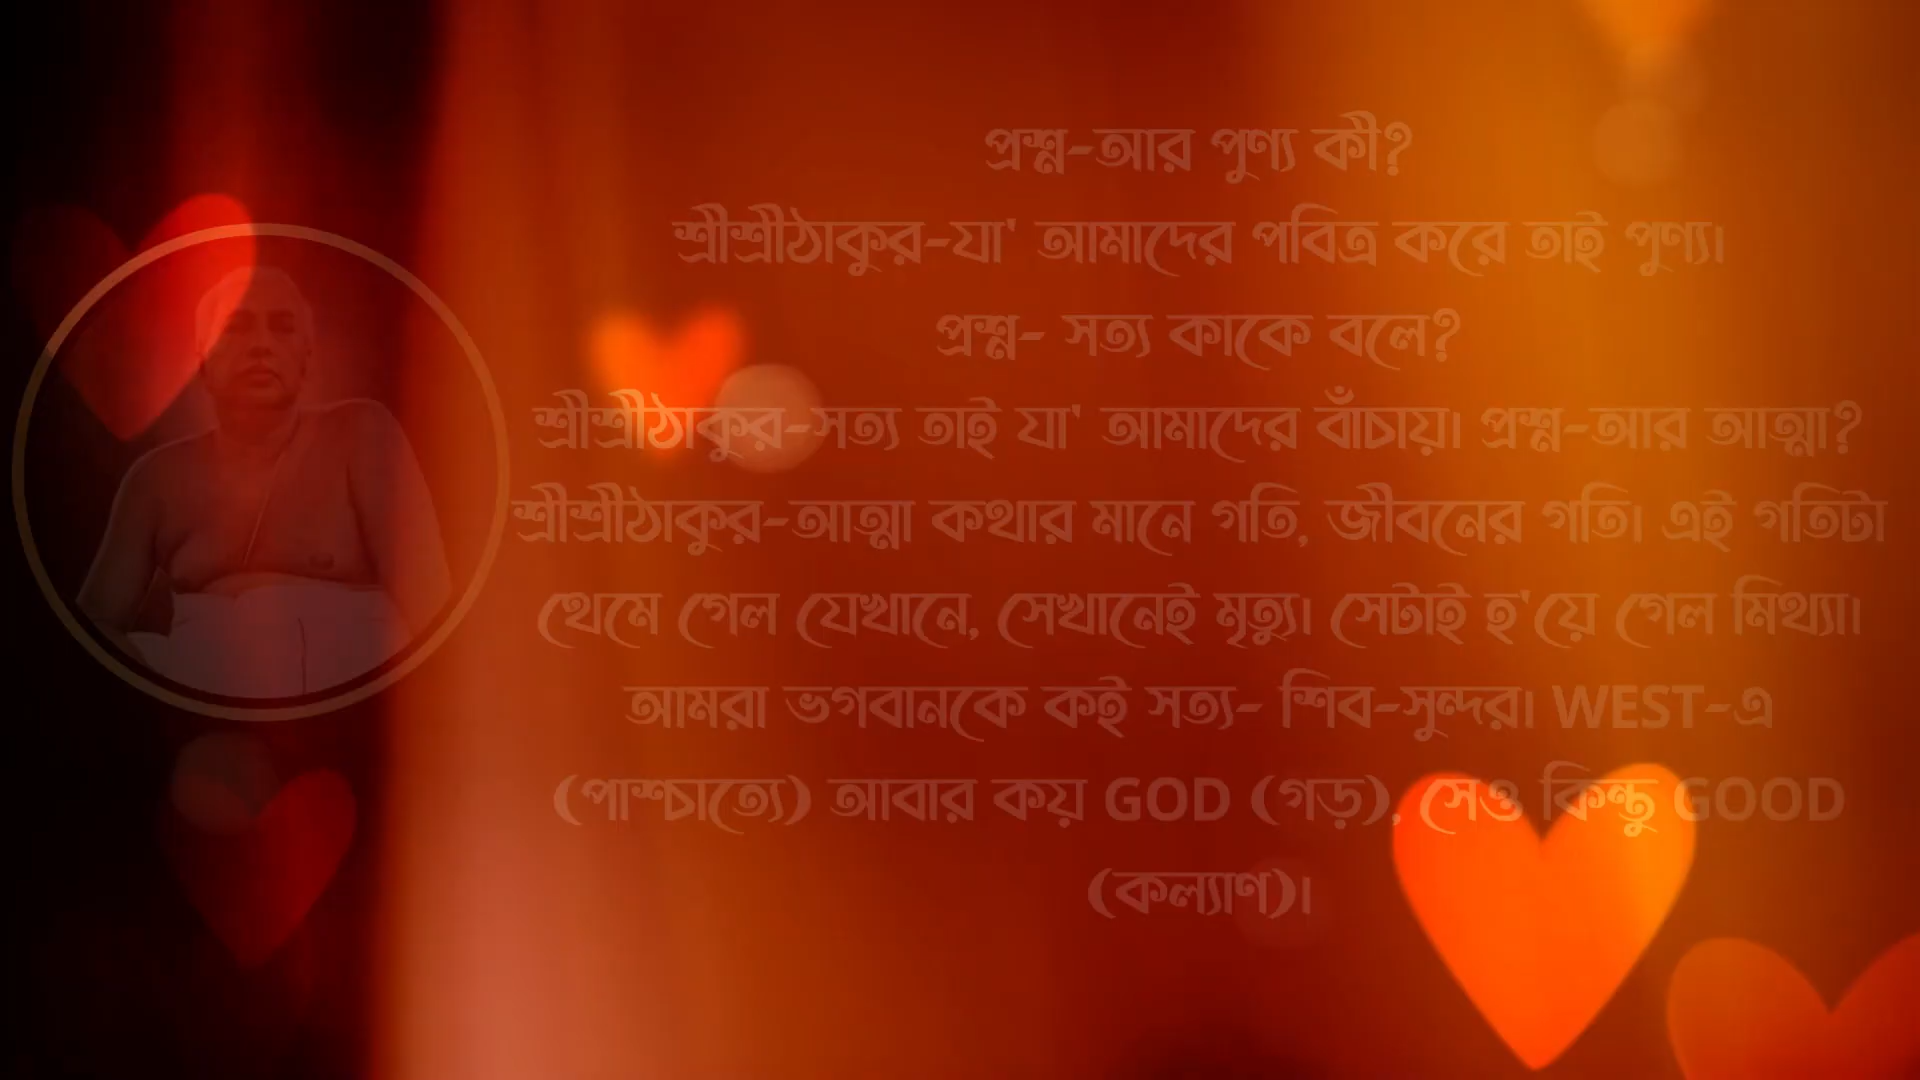 প্রশ্ন-আর পুণ্য কী?
শ্রীশ্রীঠাকুর-যা' আমাদের পবিত্র করে তাই পুণ্য।
প্রশ্ন- সত্য কাকে বলে?
শ্রীশ্রীঠাকুর-সত্য তাই যা' আমাদের বাঁচায়। প্রশ্ন-আর আত্মা?
শ্রীশ্রীঠাকুর-আত্মা কথার মানে গতি, জীবনের গতি। এই গতিটা
থেমে গেল যেখানে, সেখানেই মৃত্যু। সেটাই হ'য়ে গেল মিথ্যা।
আমরা ভগবানকে কই সত্য- শিব-সুন্দর। WEST-এ
(পাশ্চাত্যে) আবার কয় GOD (গড়), সেও কিন্তু GOOD
(কল্যাণ)।